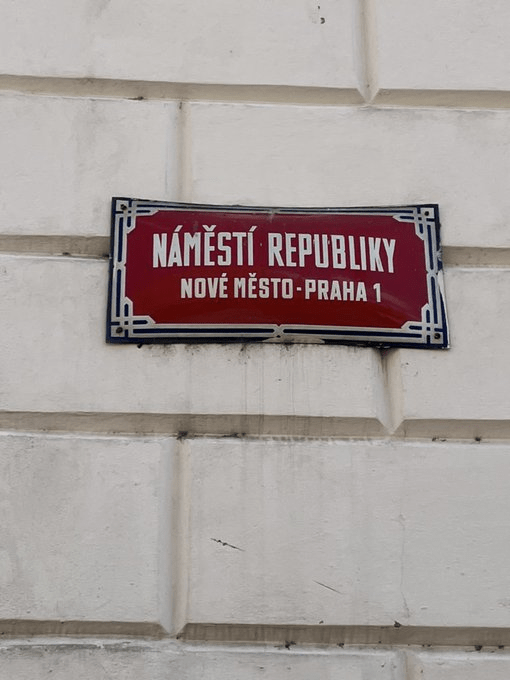 NÁMĚSTÍ REPUBLIKY
NOVÉ MĚSTO-PRAHA 1